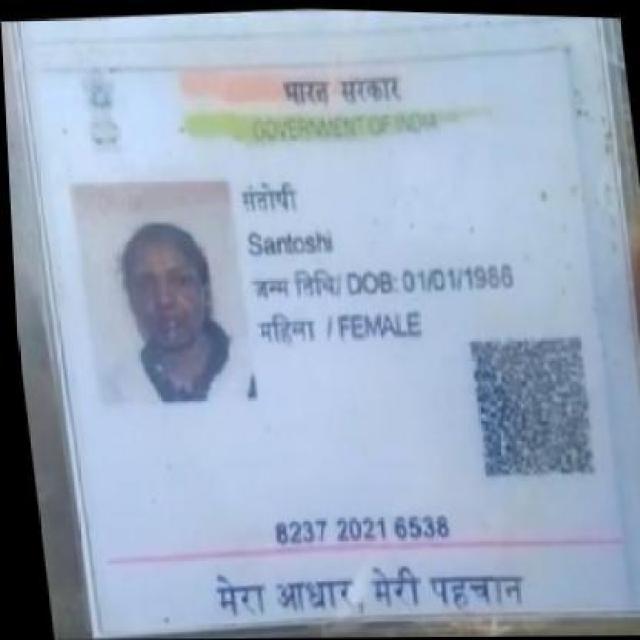 भारत सरकार
GOVERNMENT OF INDIA
संतोषी
Santoshi
जन्म तिथि/ DOB: 01/01/1986
महिला / FEMALE
8237 2021 6538
मेरा आधार, मेरी पहचान